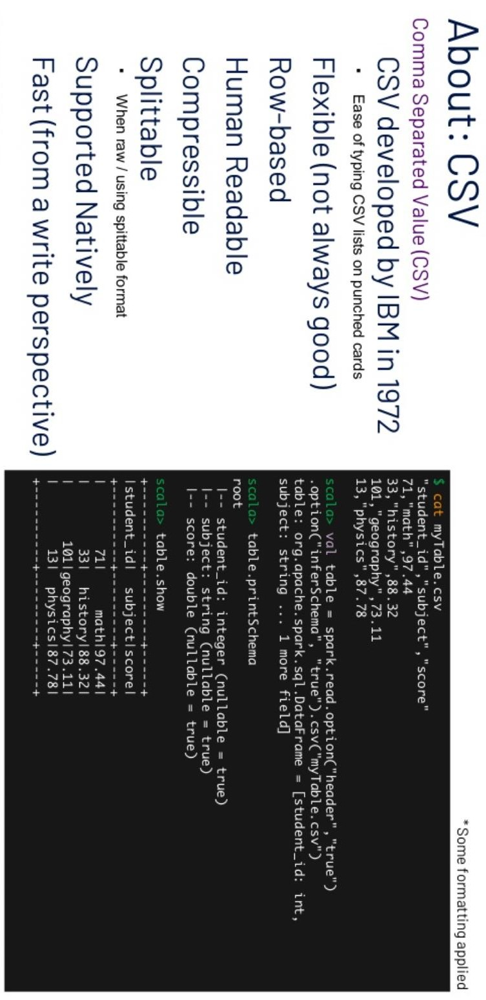 About: CSV
Comma Separated Value (CSV)
CSV developed by IBM in 1972
• Ease of typing CSV lists on punched cards
Flexible (not always good)
Row-based
Human Readable
Compressible
Splittable
• When raw / using spittable format
Supported Natively
Fast (from a write perspective)
* Some formatting applied
$ cat myTable.csv
"student_id","subject","score"
71,"math",97.44
33,"history",88.32
101,"geography",73.11
13,"physics",87.78
scala> val table = spark.read.option("header","true")
.option("inferSchema", "true").csv("myTable.csv")
table: org.apache.spark.sql.DataFrame = [student_id: int,
subject: string ... 1 more field]
scala> table.printSchema
root
|-- student_id: integer (nullable = true)
|-- subject: string (nullable = true)
|-- score: double (nullable = true)
scala> table.show
+----------+---------+-----+
|student_id|  subject|score|
+----------+---------+-----+
|        71|     math|97.44|
|        33|  history|88.32|
|       101|geography|73.11|
|        13|  physics|87.78|
+----------+---------+-----+